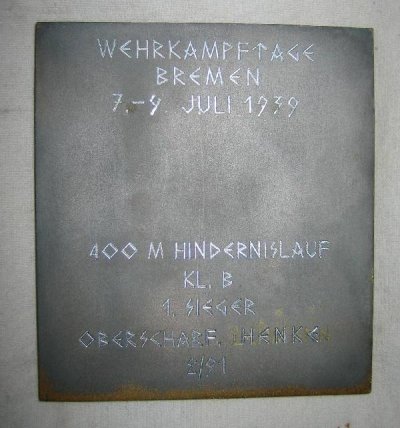 WEHRKAMPFTAGE
BREMEN
7.-9. JULI 1939
400 M HINDERNISLAUF
KL. B.
1. SIEGER
OBERSCHARF. HENKE
2/91